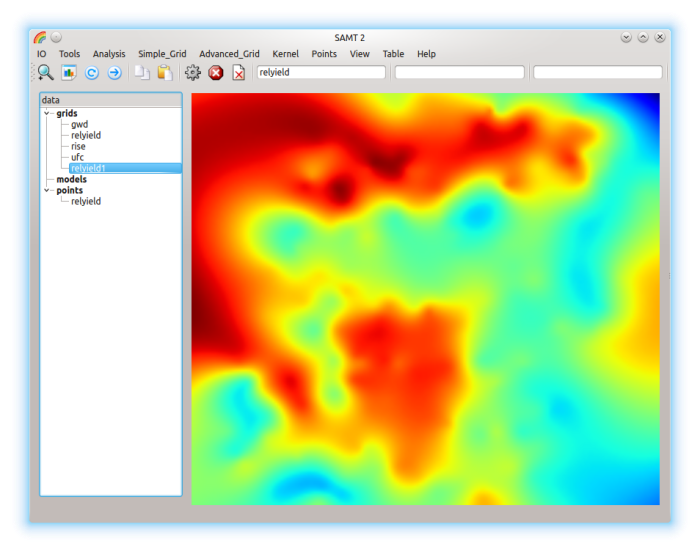 SAMT 2
IO Tools Analysis Simple_Grid Advanced_Grid Kernel Points View Table Help
relyield
data
grids
gwd
relyield
rise
ufc
relyield1
models
points
relyield